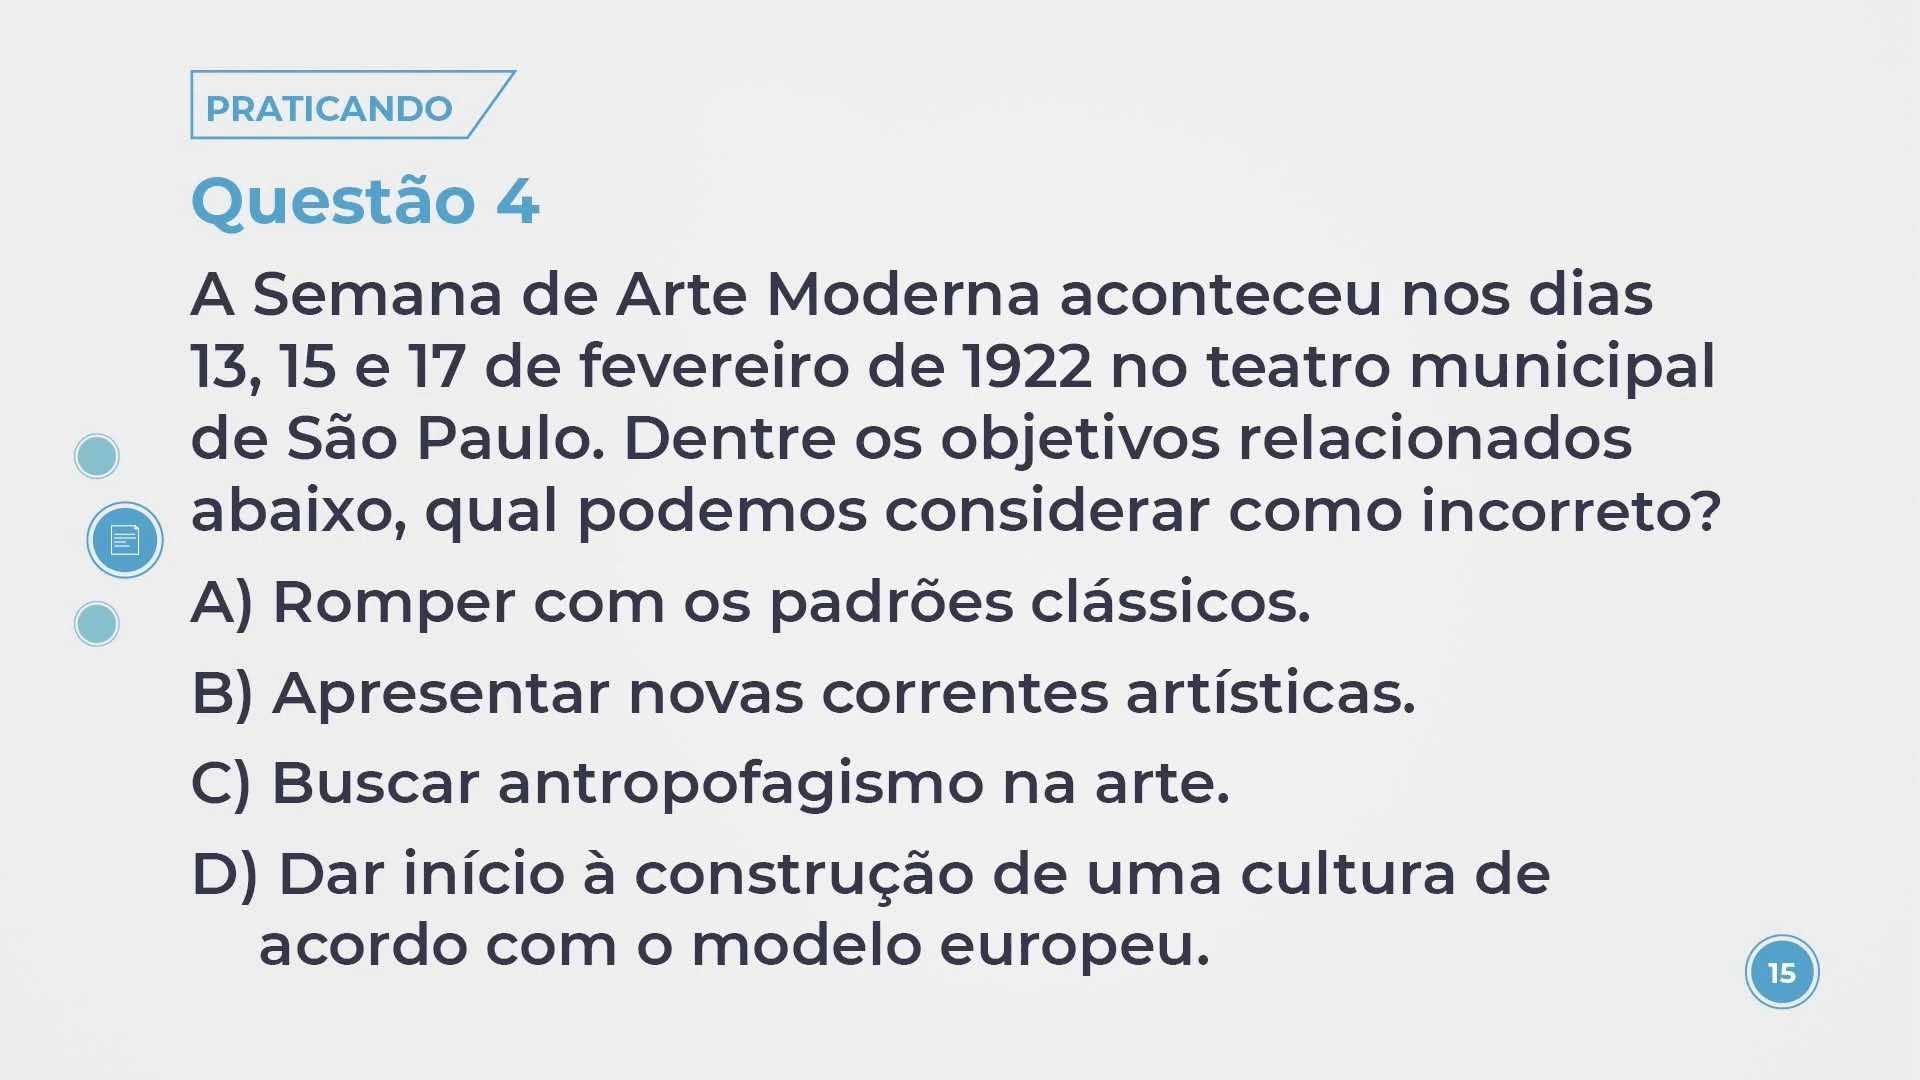 PRATICANDO
Questão 4
A Semana de Arte Moderna aconteceu nos dias
13, 15 e 17 de fevereiro de 1922 no teatro municipal
de São Paulo. Dentre os objetivos relacionados
abaixo, qual podemos considerar como incorreto?
A) Romper com os padrões clássicos.
B) Apresentar novas correntes artísticas.
C) Buscar antropofagismo na arte.
D) Dar início à construção de uma cultura de
acordo com o modelo europeu.
15